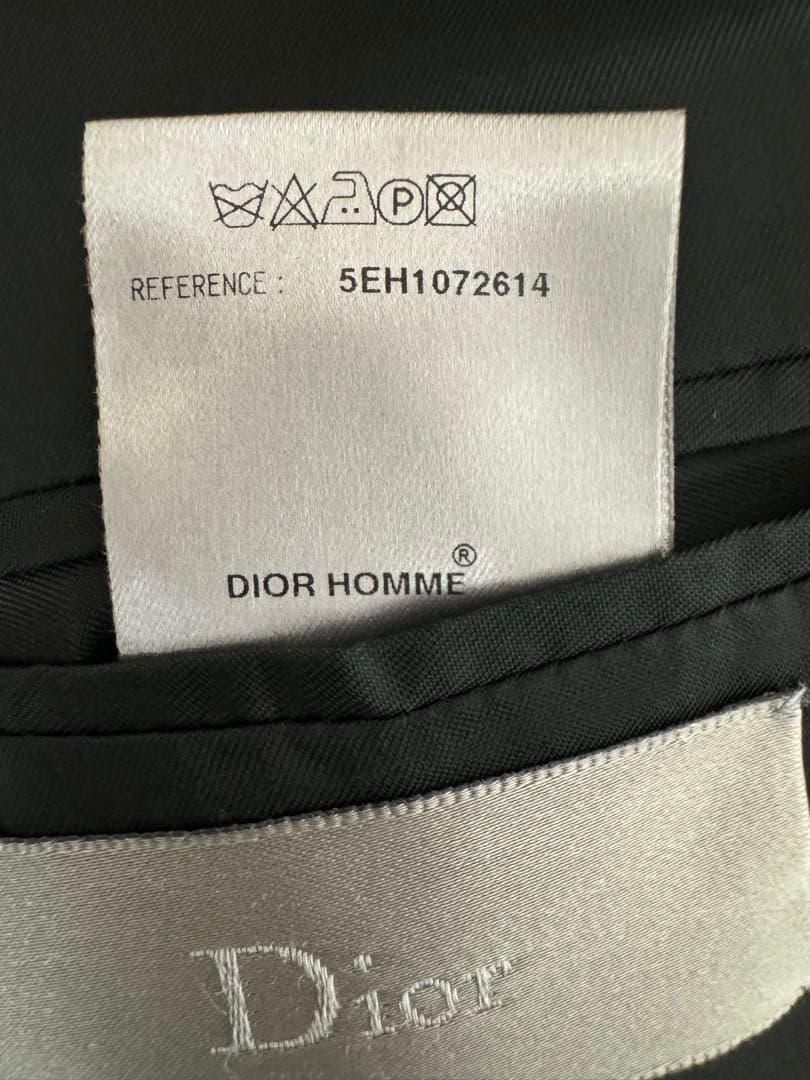 P
REFERENCE : 5EH1072614
DIOR HOMME®
Dior